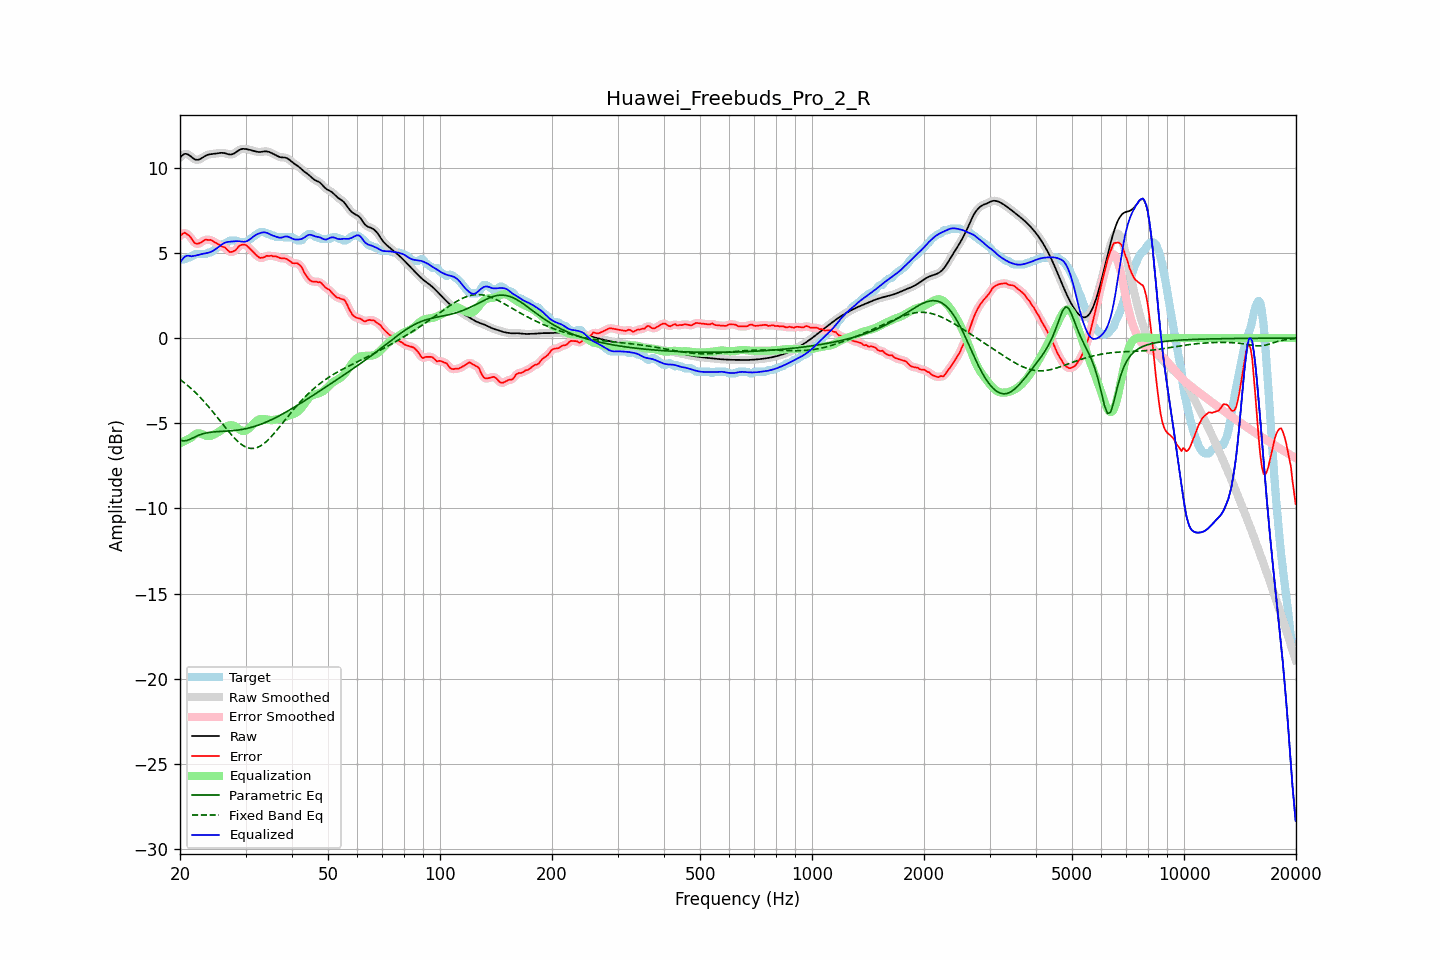 Huawei_Freebuds_Pro_2_R
Amplitude (dBr)
10
5
0
−5
−10
−15
−20
−25
−30
Target
Raw Smoothed
Error Smoothed
Raw
Error
Equalization
Parametric Eq
Fixed Band Eq
Equalized
20 50 100 200 500 1000 2000 5000 10000 20000
Frequency (Hz)